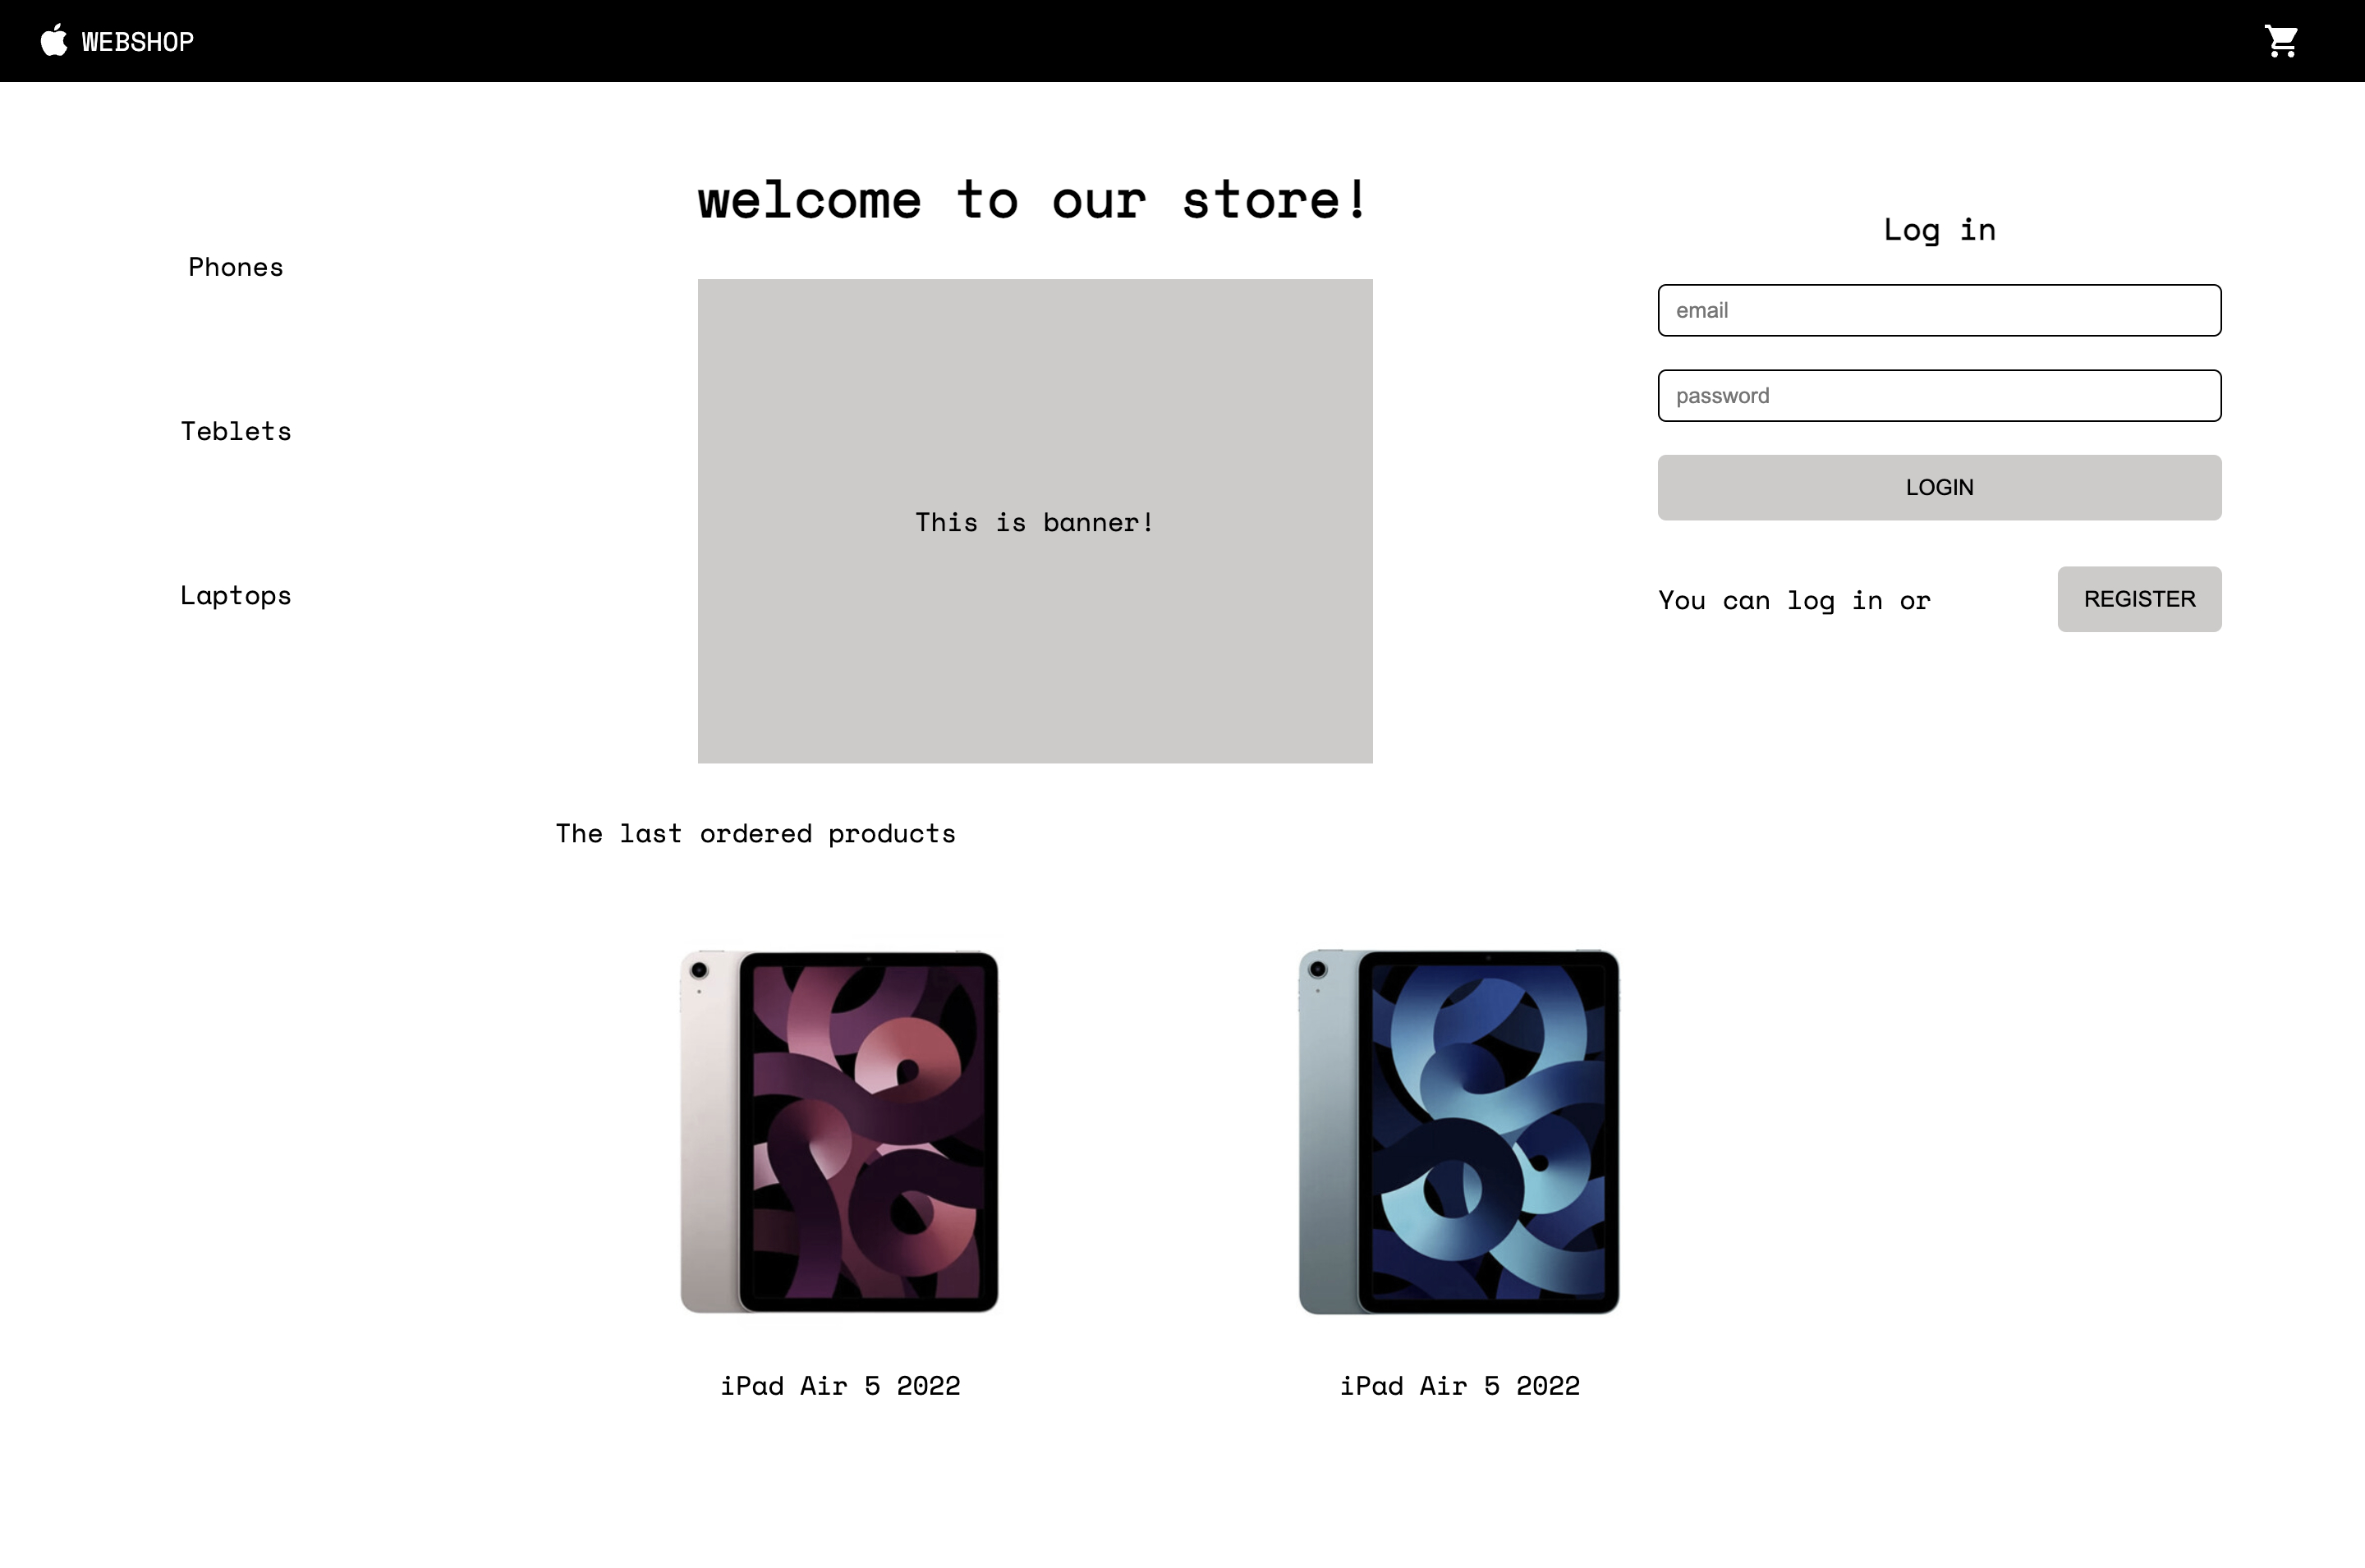 WEBSHOP
welcome to our store!
Phones
Teblets
Laptops
This is banner!
Log in
email
password
LOGIN
You can log in or
REGISTER
The last ordered products
iPad Air 5 2022
iPad Air 5 2022